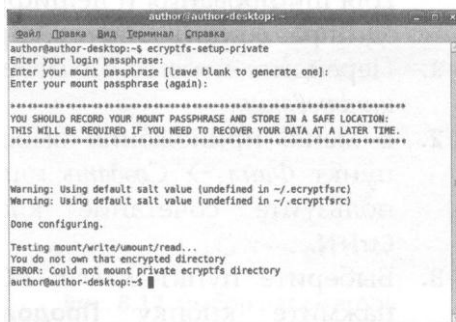 author@author-desktop: ~
Файл Правка Вид Терминал Справка
author@author-desktop:~$ ecryptfs-setup-private
Enter your login passphrase:
Enter your mount passphrase [leave blank to generate one]:
Enter your mount passphrase (again):
************************************************************************
YOU SHOULD RECORD YOUR MOUNT PASSPHRASE AND STORE IN A SAFE LOCATION:
THIS WILL BE REQUIRED IF YOU NEED TO RECOVER YOUR DATA AT A LATER TIME.
************************************************************************
Warning: Using default salt value (undefined in ~/.ecryptfsrc)
Warning: Using default salt value (undefined in ~/.ecryptfsrc)
Done configuring.
Testing mount/write/umount/read...
You do not own that encrypted directory
ERROR: Could not mount private ecryptfs directory
author@author-desktop:~$